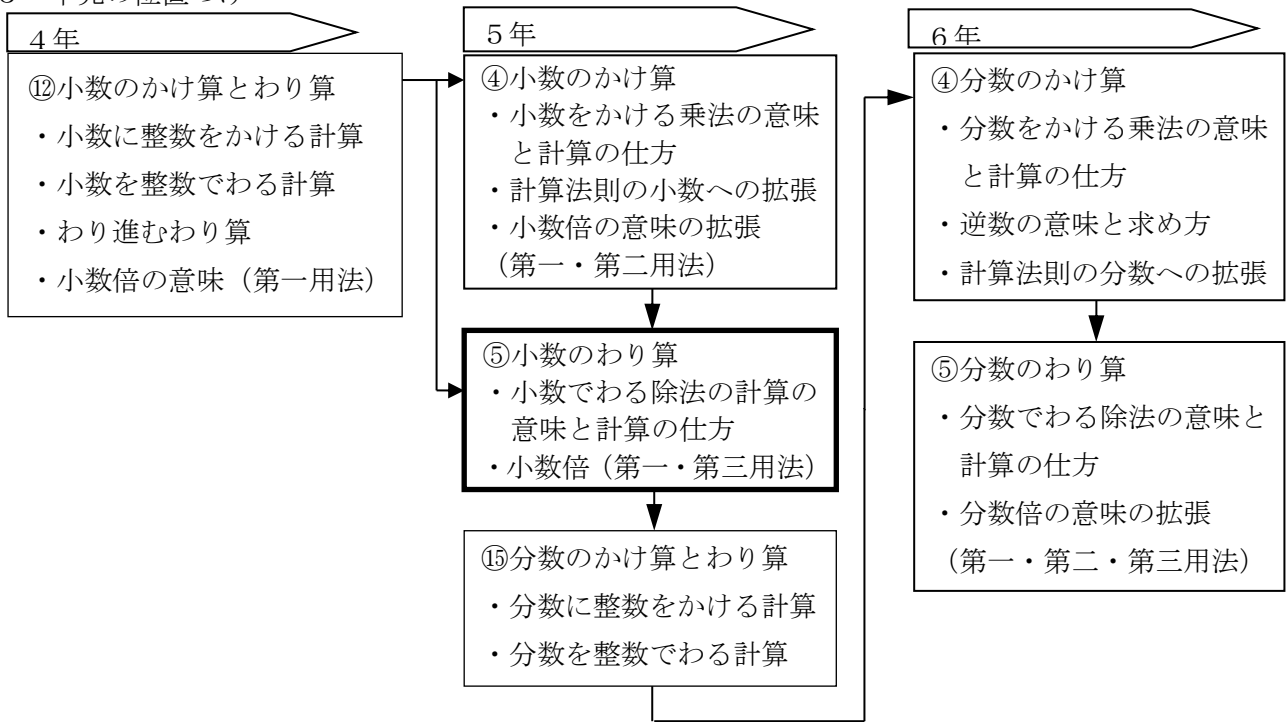 ４年
⑫小数のかけ算とわり算
・小数に整数をかける計算
・小数を整数でわる計算
・わり進むわり算
・小数倍の意味（第一用法）
５年
④小数のかけ算
・小数をかける乗法の意味
と計算の仕方
・計算法則の小数への拡張
・小数倍の意味の拡張
（第一・第二用法）
⑤小数のわり算
・小数でわる除法の計算の
意味と計算の仕方
・小数倍（第一・第三用法）
⑮分数のかけ算とわり算
・分数に整数をかける計算
・分数を整数でわる計算
６年
④分数のかけ算
・分数をかける乗法の意味
と計算の仕方
・逆数の意味と求め方
・計算法則の分数への拡張
⑤分数のわり算
・分数でわる除法の意味と
計算の仕方
・分数倍の意味の拡張
（第一・第二・第三用法）